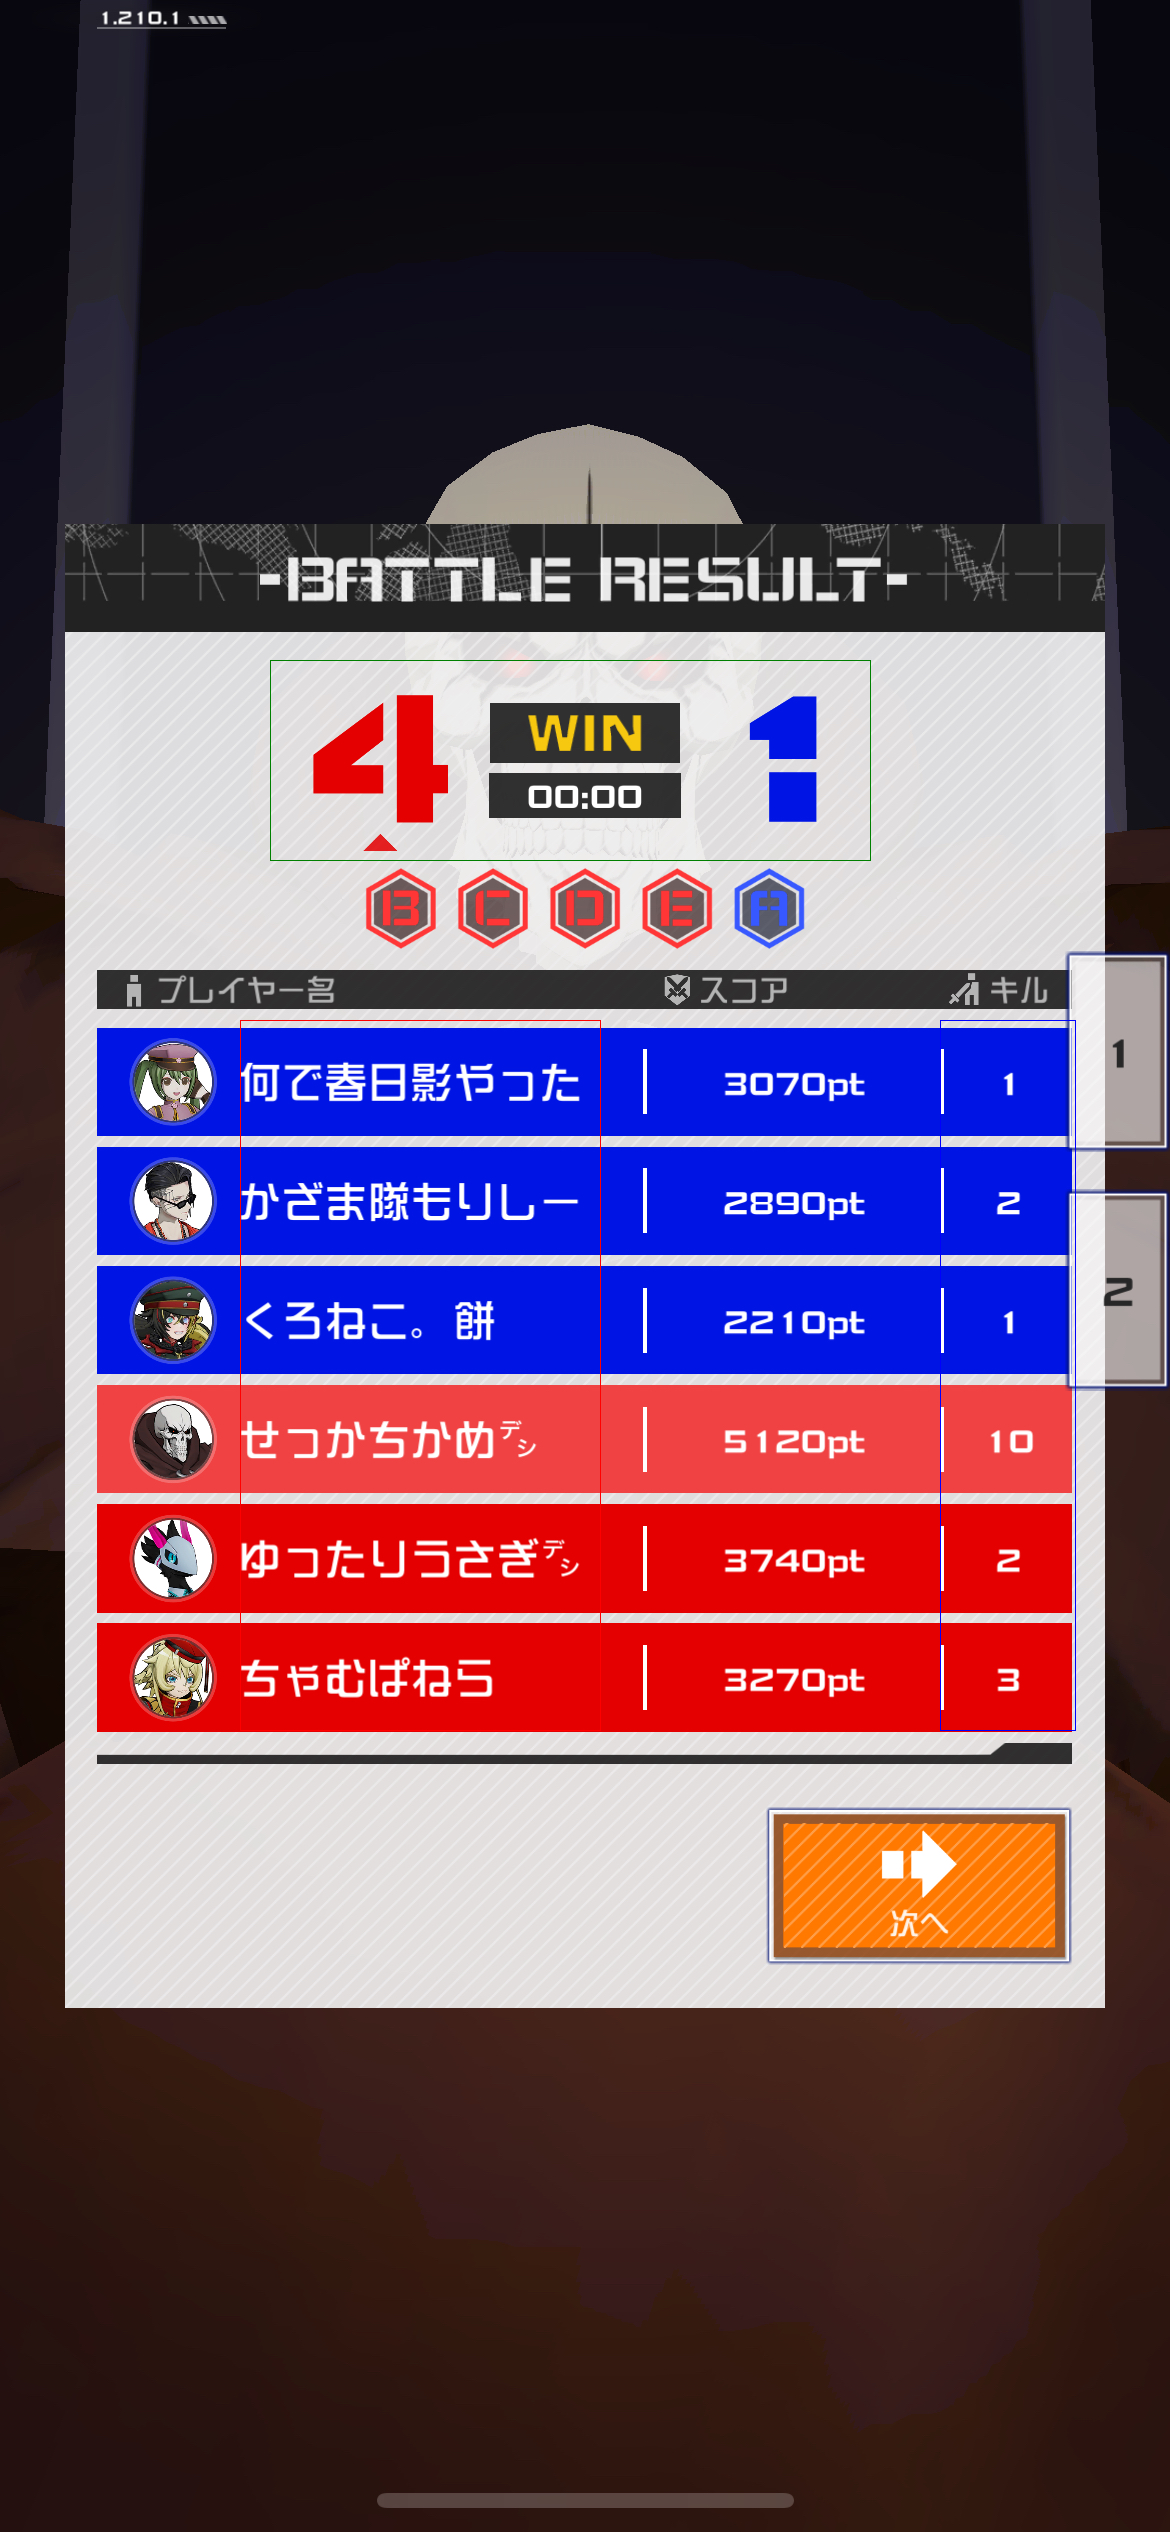 1.210.1
-BATTLE RESULT-
4 WIN 1
00:00
B C D E A
プレイヤー名 スコア キル
何で春日影やった 3070pt 1
かざま隊もりしー 2890pt 2
くろねこ。餅 2210pt 1
せっかちかめデシ 5120pt 10
ゆったりうさぎデシ 3740pt 2
ちゃむぱねら 3270pt 3
1
2
次へ